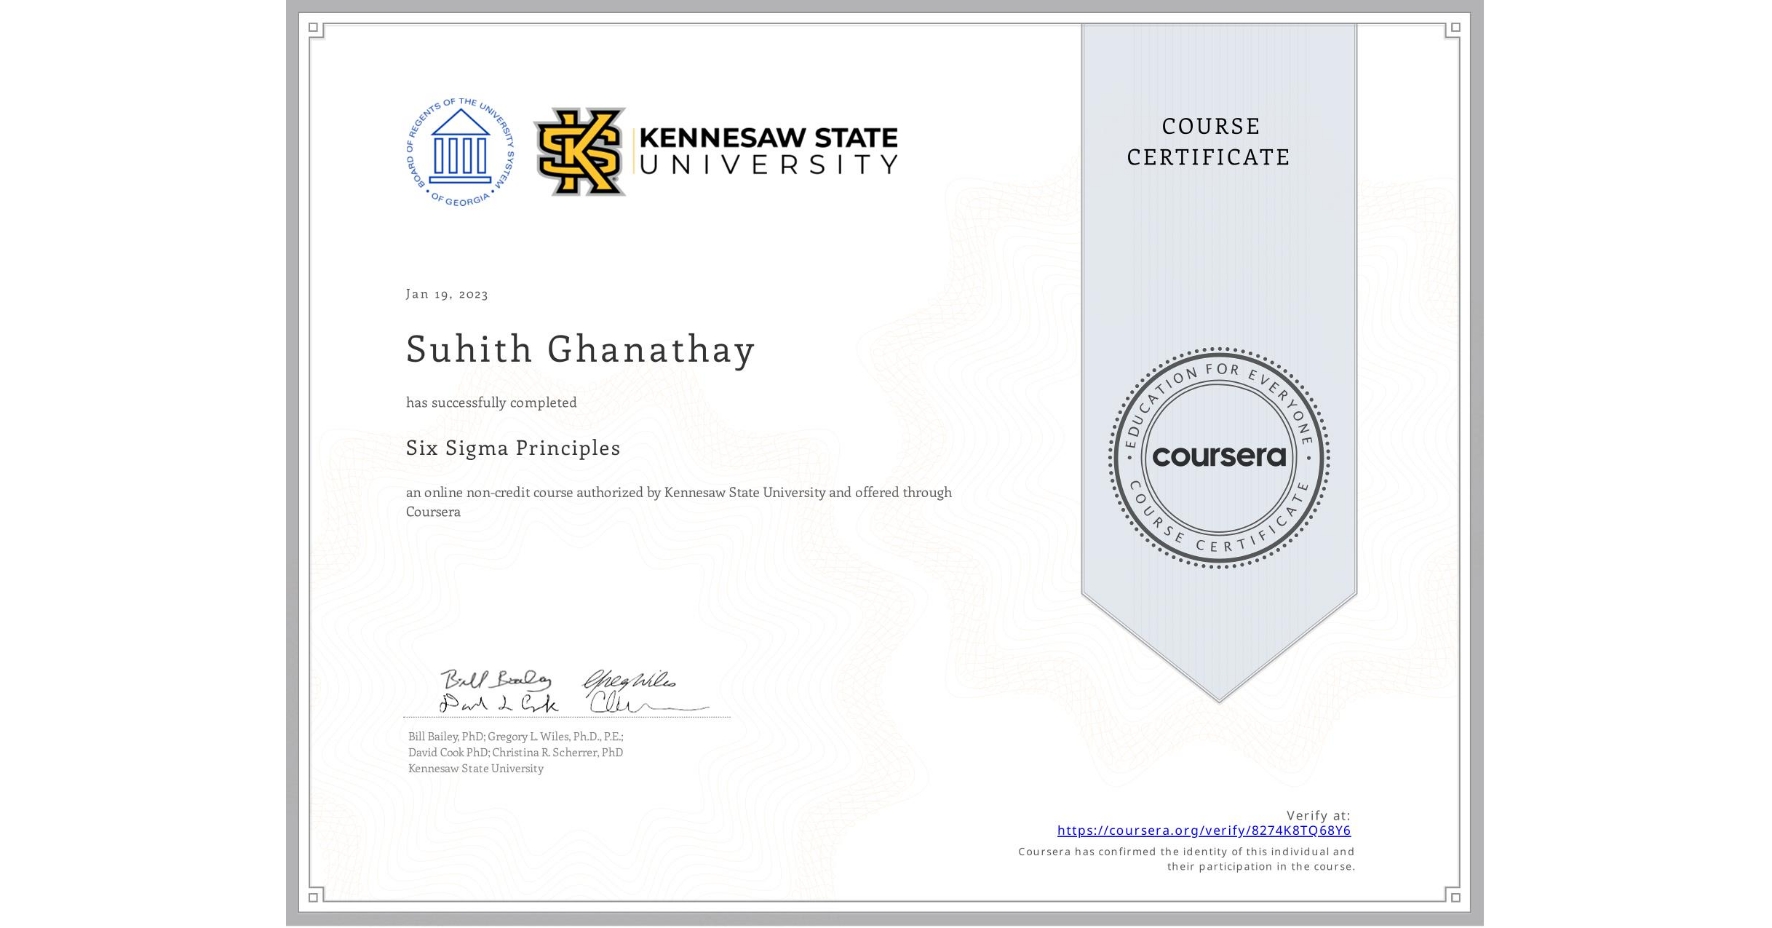 BOARD OF REGENTS OF THE UNIVERSITY SYSTEM
• OF GEORGIA •
KENNESAW STATE
UNIVERSITY
COURSE
CERTIFICATE
Jan 19, 2023
Suhith Ghanathay
has successfully completed
Six Sigma Principles
an online non-credit course authorized by Kennesaw State University and offered through
Coursera
EDUCATION FOR EVERYONE
coursera
COURSE CERTIFICATE
Bill Bailey Greg Wiles
Bill Bailey, PhD; Gregory L. Wiles, Ph.D., P.E.;
David Cook PhD; Christina R. Scherrer, PhD
Kennesaw State University
Verify at:
https://coursera.org/verify/8274K8TQ68Y6
Coursera has confirmed the identity of this individual and
their participation in the course.